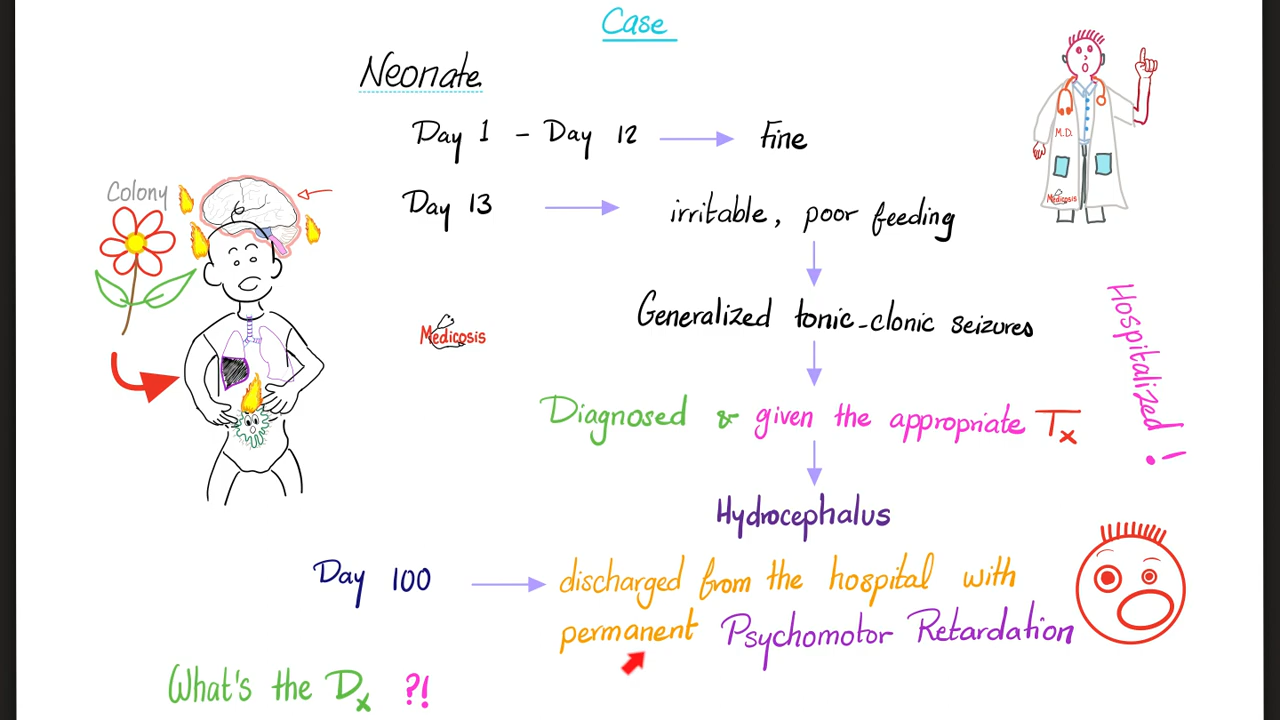 Case
Neonate.
Day 1 - Day 12 → Fine
Day 13 → irritable, poor feeding
Generalized tonic-clonic seizures
Diagnosed & given the appropriate Tx
Hydrocephalus
Day 100 → discharged from the hospital with
permanent Psychomotor Retardation
What's the Dx ?!
Colony
Medicosis
Hospitalized!
M.D.
Medicosis